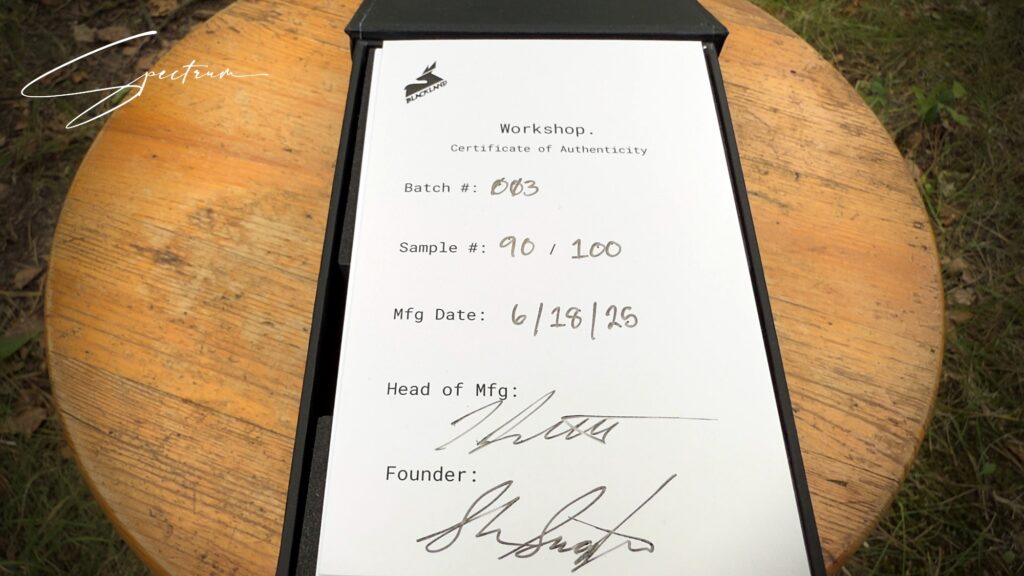 Spectrum
BLACKLAND
Workshop.
Certificate of Authenticity
Batch #: 003
Sample #: 90 / 100
Mfg Date: 6/18/25
Head of Mfg:
Founder: